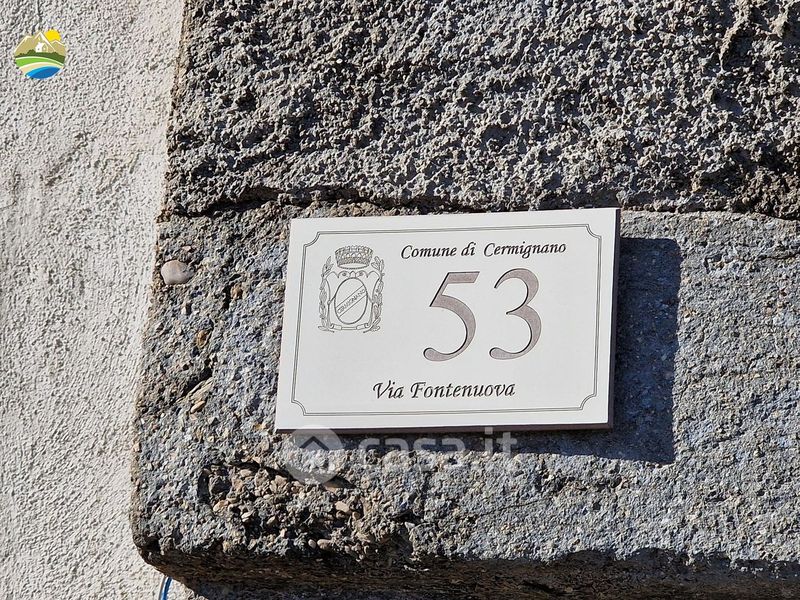 Comune di Cermignano
53
Via Fontenuova
casa.it